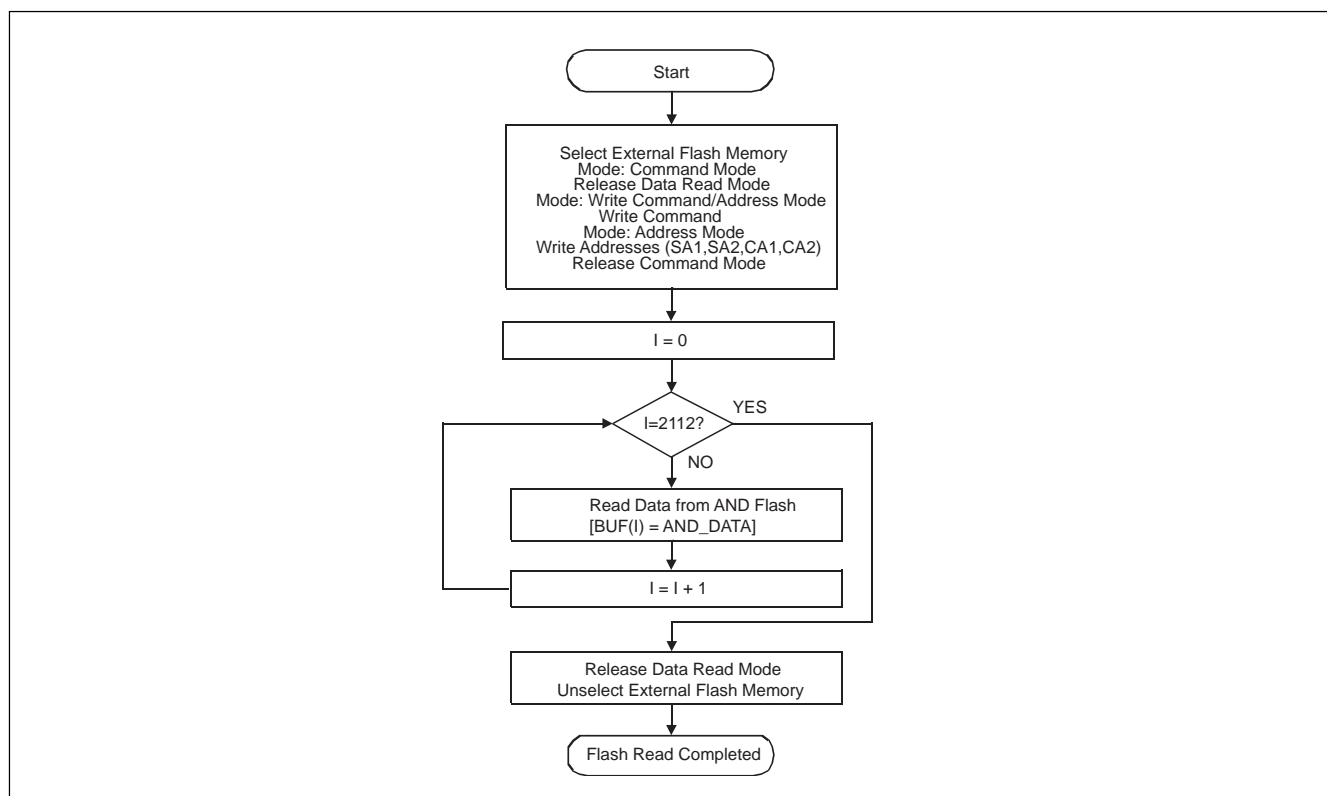 Start
Select External Flash Memory
Mode: Command Mode
Release Data Read Mode
Mode: Write Command/Address Mode
Write Command
Mode: Address Mode
Write Addresses (SA1,SA2,CA1,CA2)
Release Command Mode
I = 0
I=2112?
YES
NO
Read Data from AND Flash
[BUF(I) = AND_DATA]
I = I + 1
Release Data Read Mode
Unselect External Flash Memory
Flash Read Completed